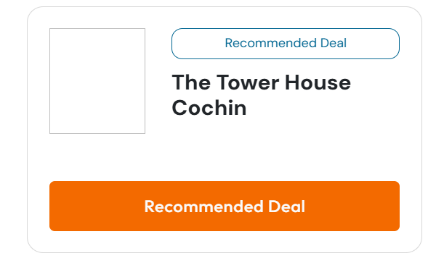 Recommended Deal
The Tower House
Cochin
Recommended Deal